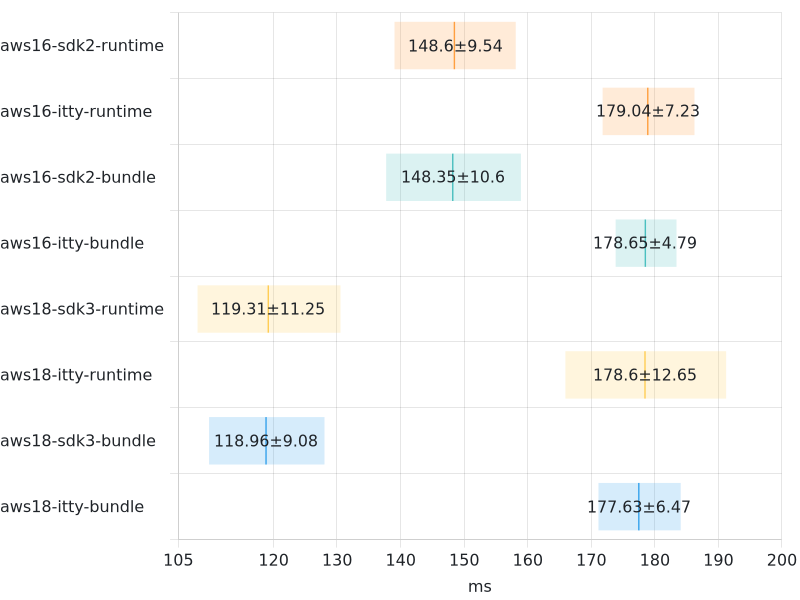 aws16-sdk2-runtime 148.6±9.54
aws16-itty-runtime 179.04±7.23
aws16-sdk2-bundle 148.35±10.6
aws16-itty-bundle 178.65±4.79
aws18-sdk3-runtime 119.31±11.25
aws18-itty-runtime 178.6±12.65
aws18-sdk3-bundle 118.96±9.08
aws18-itty-bundle 177.63±6.47
105 120 130 140 150 160 170 180 190 200
ms